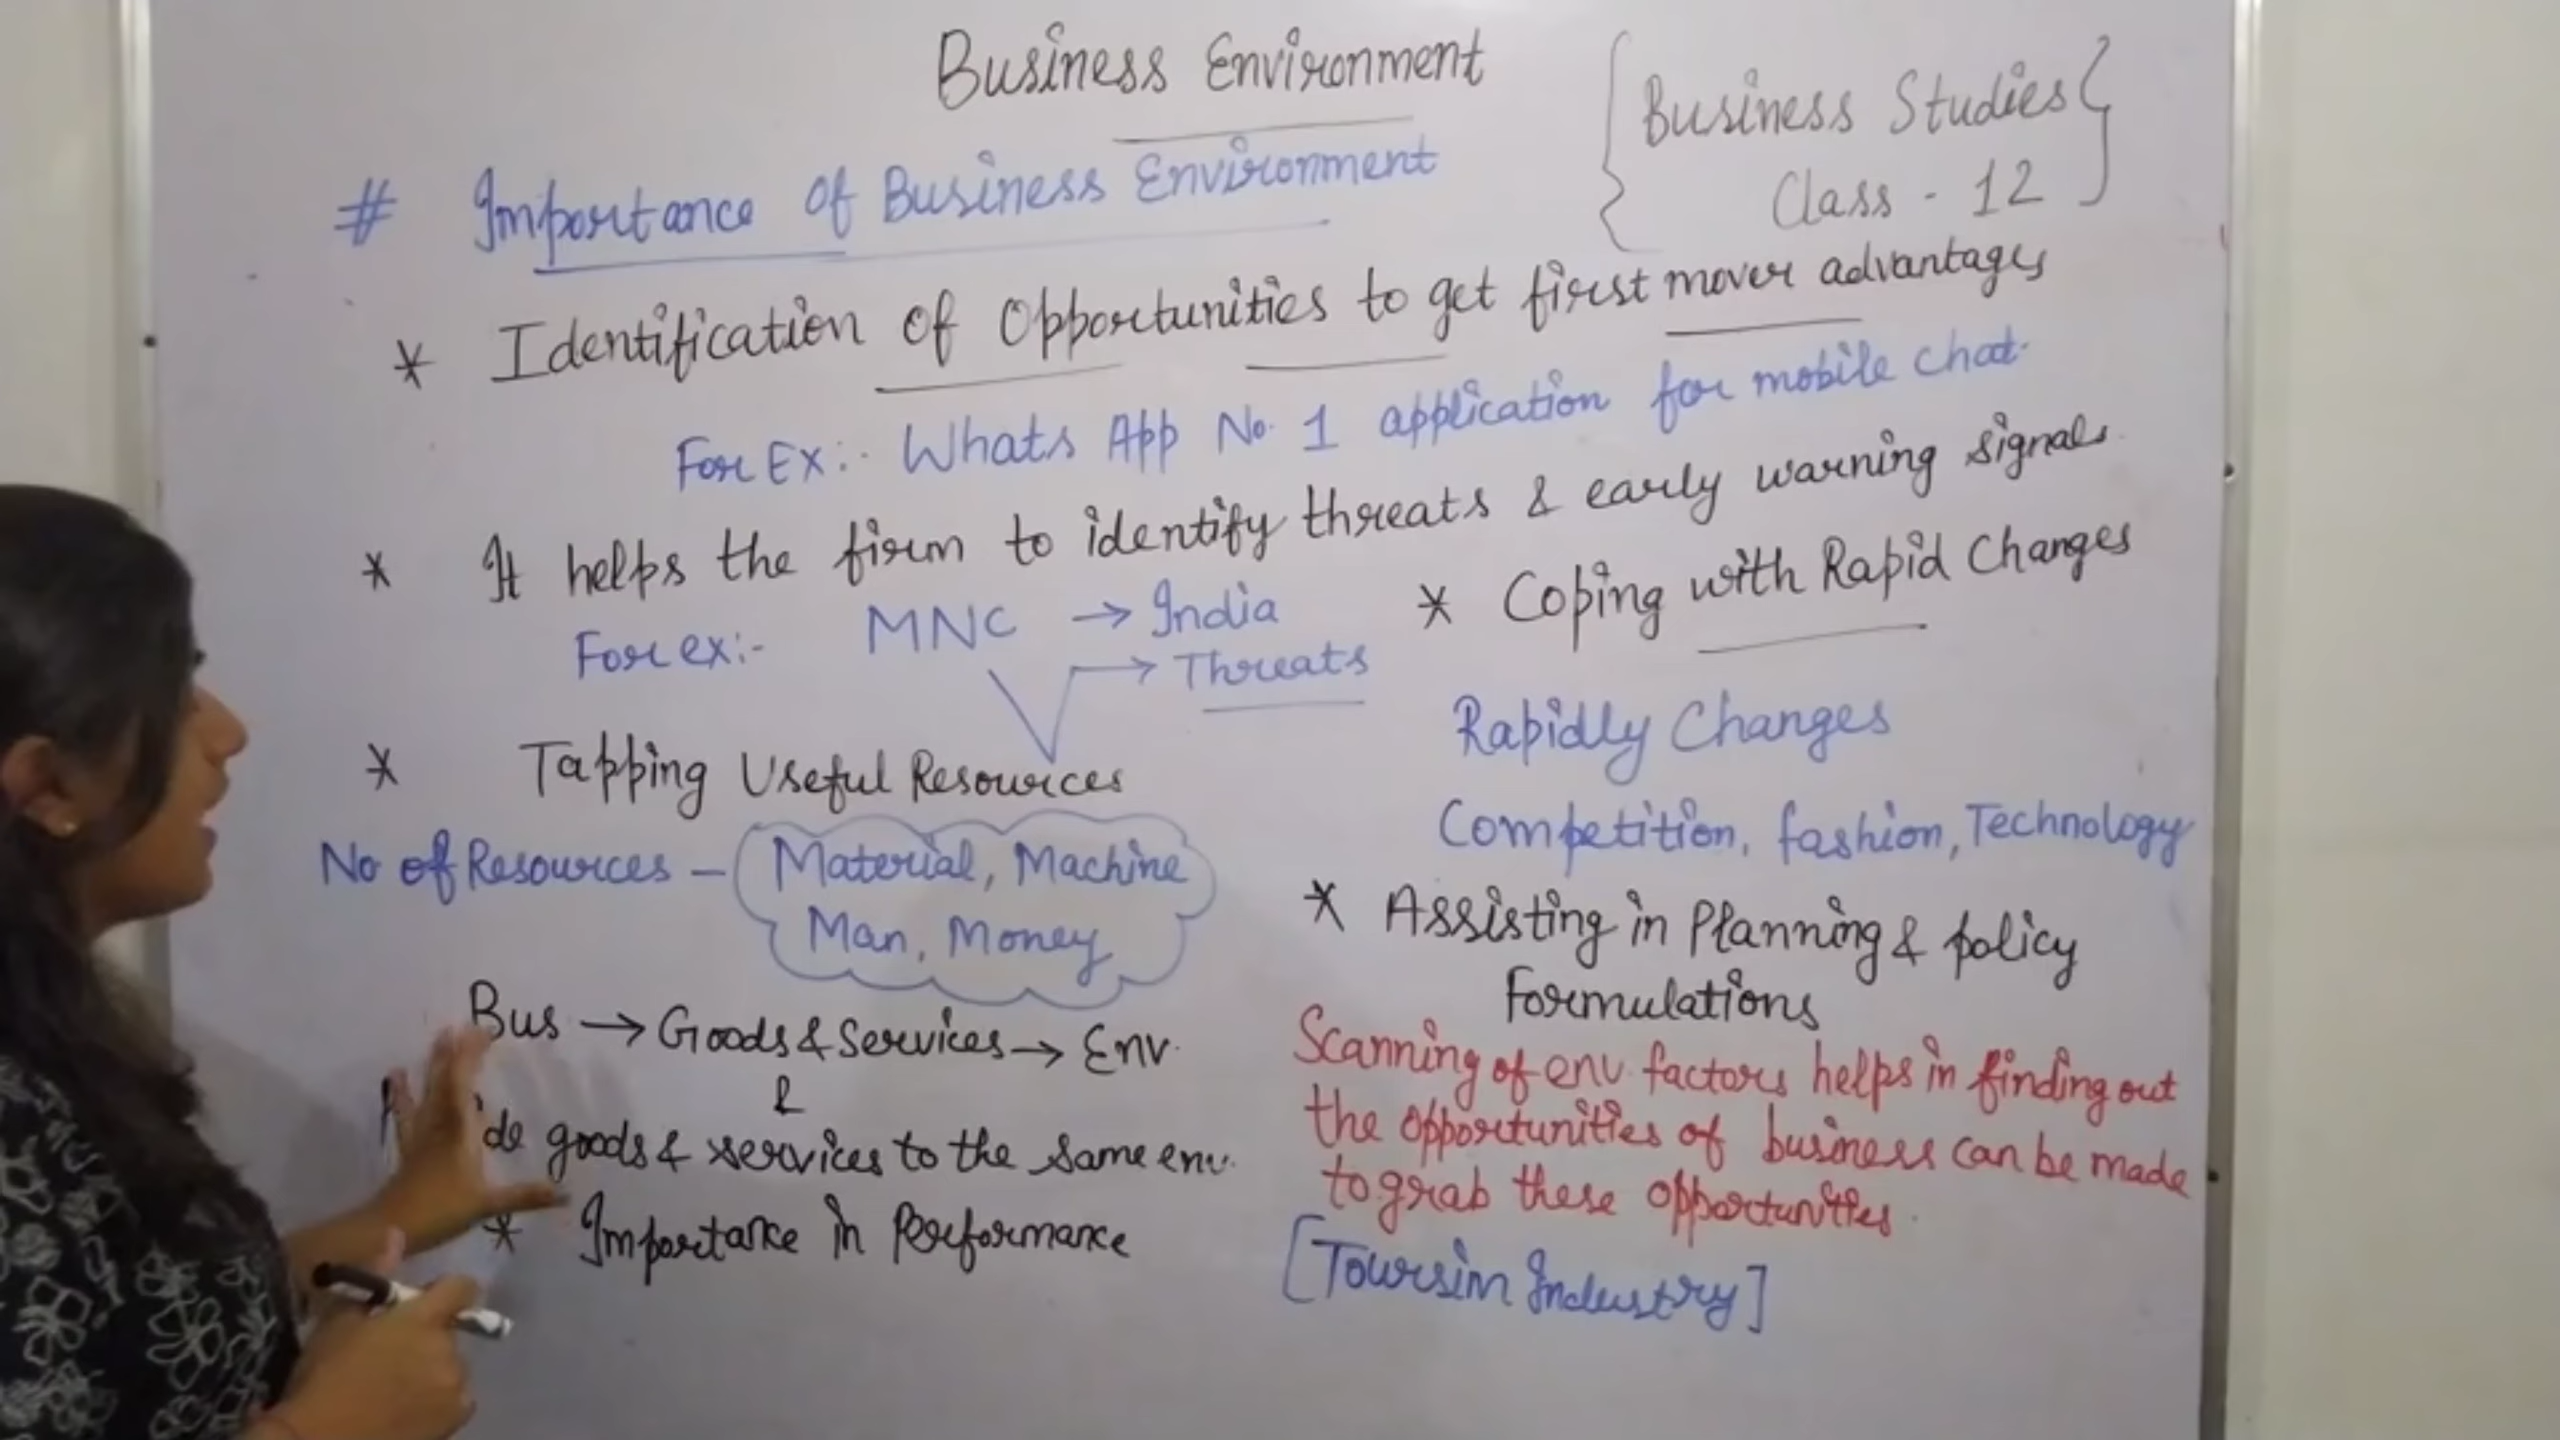 Business Environment
{ Business Studies }
Class - 12
# Importance of Business Environment
* Identification of Opportunities to get first mover advantages
For Ex:- Whats App No. 1 application for mobile chat.
* It helps the firm to identify threats & early warning signals.
For ex:- MNC → India
→ Threats
* Tapping Useful Resources
No of Resources - Material, Machine
Man, Money
Bus → Goods & Services → Env.
&
goods & services to the same env.
* Importance in Performance
* Coping with Rapid Changes
Rapidly Changes
Competition, fashion, Technology
* Assisting in Planning & policy
Formulations
Scanning of env. factors helps in finding out
the opportunities of business can be made
to grab these opportunities.
[Toursim Industry]